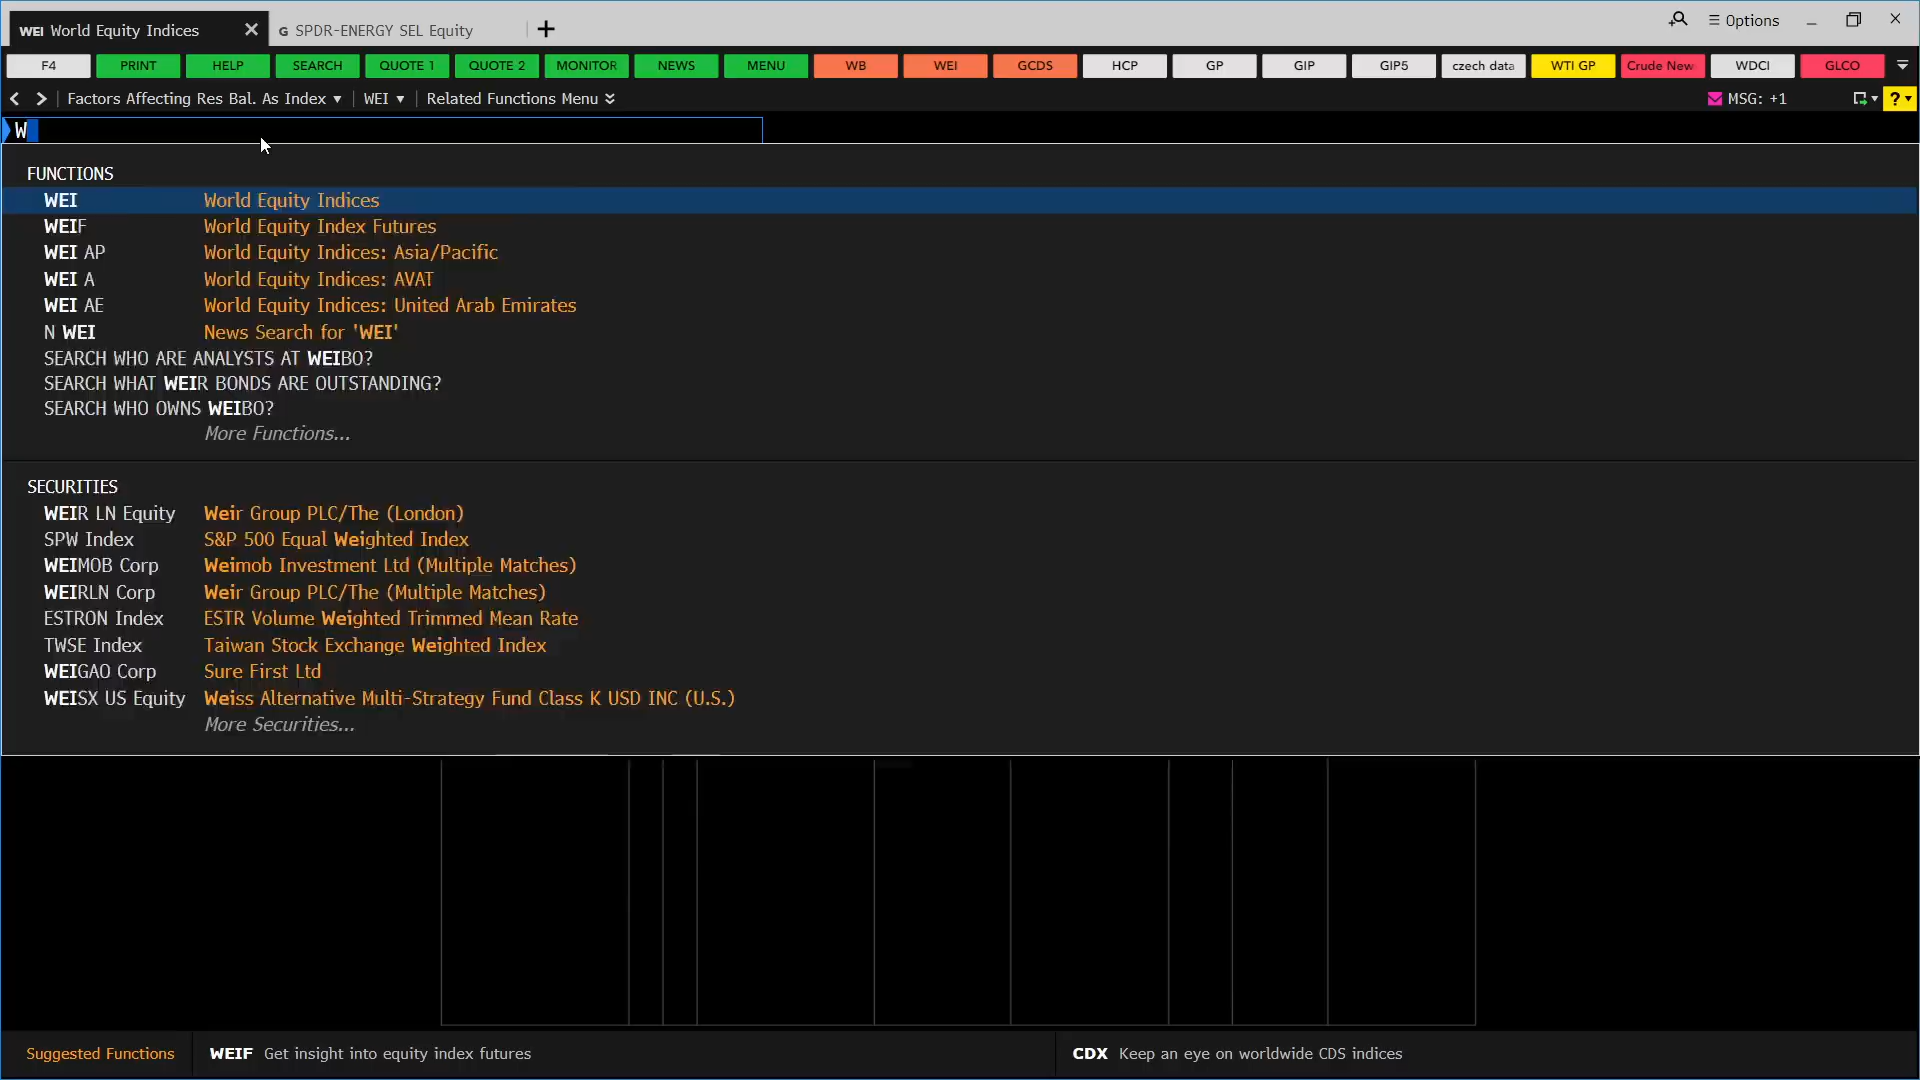 WEI World Equity Indices
G SPDR-ENERGY SEL Equity
Options
F4 PRINT HELP SEARCH QUOTE 1 QUOTE 2 MONITOR NEWS MENU WB WEI GCDS HCP GP GIP GIP5 czech data WTI GP Crude New WDCI GLCO
Factors Affecting Res Bal. As Index WEI Related Functions Menu MSG: +1 ?
W
FUNCTIONS
WEI World Equity Indices
WEIF World Equity Index Futures
WEI AP World Equity Indices: Asia/Pacific
WEI A World Equity Indices: AVAT
WEI AE World Equity Indices: United Arab Emirates
N WEI News Search for 'WEI'
SEARCH WHO ARE ANALYSTS AT WEIBO?
SEARCH WHAT WEIR BONDS ARE OUTSTANDING?
SEARCH WHO OWNS WEIBO?
More Functions...
SECURITIES
WEIR LN Equity Weir Group PLC/The (London)
SPW Index S&P 500 Equal Weighted Index
WEIMOB Corp Weimob Investment Ltd (Multiple Matches)
WEIRLN Corp Weir Group PLC/The (Multiple Matches)
ESTRON Index ESTR Volume Weighted Trimmed Mean Rate
TWSE Index Taiwan Stock Exchange Weighted Index
WEIGAO Corp Sure First Ltd
WEISX US Equity Weiss Alternative Multi-Strategy Fund Class K USD INC (U.S.)
More Securities...
Suggested Functions WEIF Get insight into equity index futures CDX Keep an eye on worldwide CDS indices